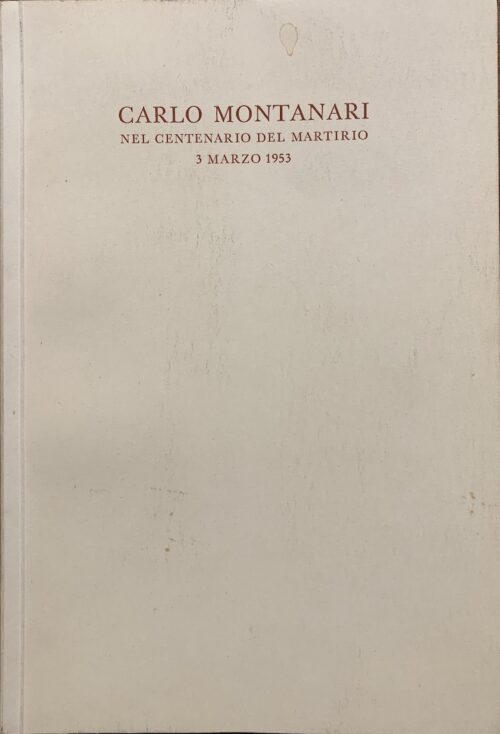 CARLO MONTANARI
NEL CENTENARIO DEL MARTIRIO
3 MARZO 1953